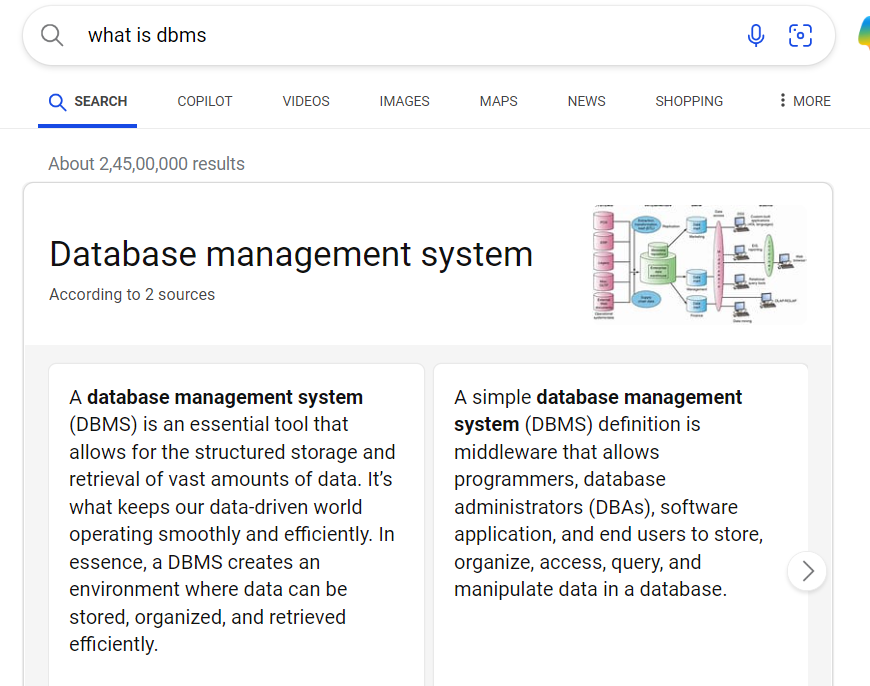 what is dbms
SEARCH
COPILOT
VIDEOS
IMAGES
MAPS
NEWS
SHOPPING
MORE
About 2,45,00,000 results
Database management system
According to 2 sources
A database management system
(DBMS) is an essential tool that
allows for the structured storage and
retrieval of vast amounts of data. It’s
what keeps our data-driven world
operating smoothly and efficiently. In
essence, a DBMS creates an
environment where data can be
stored, organized, and retrieved
efficiently.
A simple database management
system (DBMS) definition is
middleware that allows
programmers, database
administrators (DBAs), software
application, and end users to store,
organize, access, query, and
manipulate data in a database.